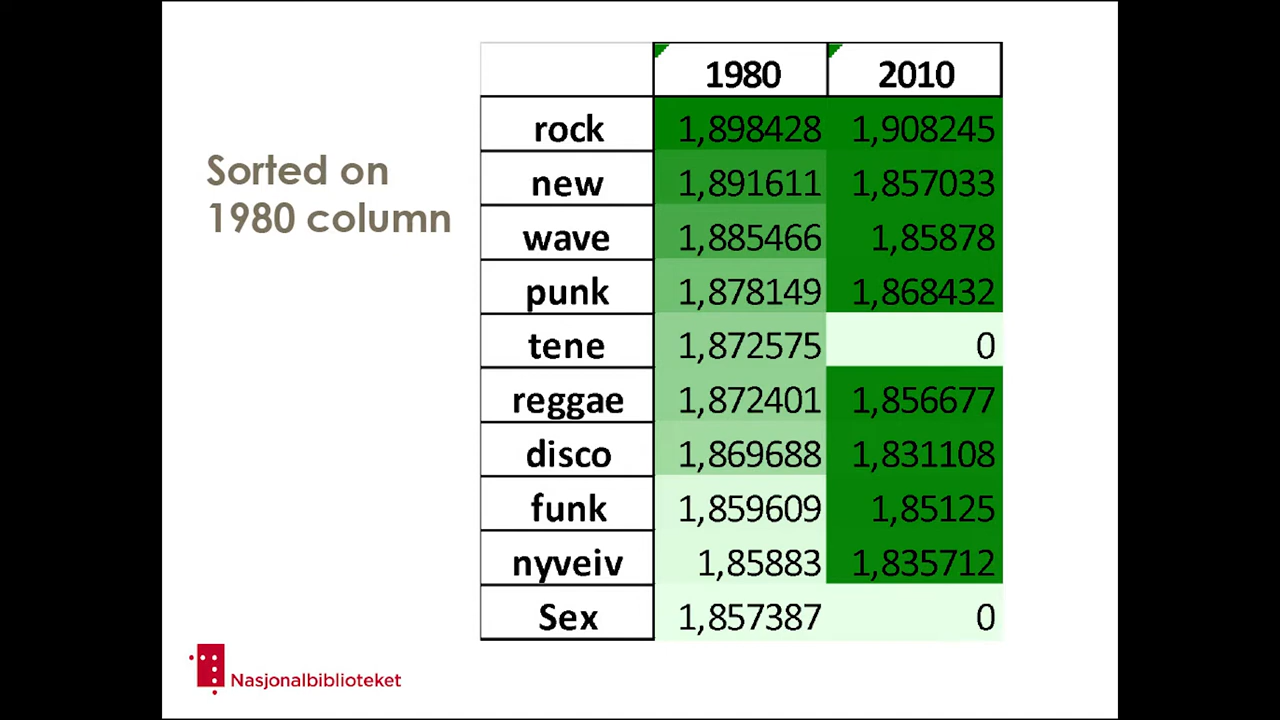 Sorted on
1980 column
1980 2010
rock 1,898428 1,908245
new 1,891611 1,857033
wave 1,885466 1,85878
punk 1,878149 1,868432
tene 1,872575 0
reggae 1,872401 1,856677
disco 1,869688 1,831108
funk 1,859609 1,85125
nyveiv 1,85883 1,835712
Sex 1,857387 0
Nasjonalbiblioteket